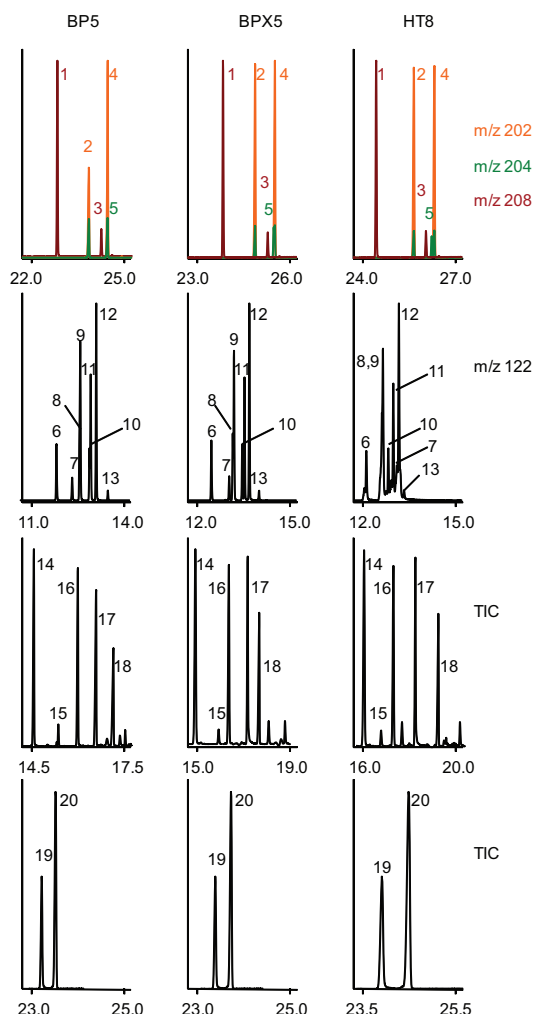 BP5 BPX5 HT8
1 4 2 3 5
1 2 4 3 5
1 2 4 3 5
m/z 202
m/z 204
m/z 208
22.0 25.0 23.0 26.0 24.0 27.0
12 9 11 8 10 6 7 13
12 9 11 8 10 6 7 13
12 8,9 11 10 6 7 13
m/z 122
11.0 14.0 12.0 15.0 12.0 15.0
14 16 17 18 15
14 16 17 18 15
14 16 17 18 15
TIC
14.5 17.5 15.0 19.0 16.0 20.0
20 19
20 19
20 19
TIC
23.0 25.0 23.0 25.0 23.5 25.5